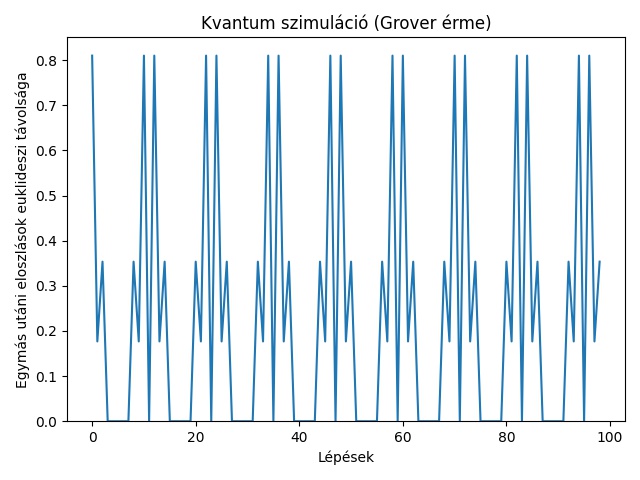 Kvantum szimuláció (Grover érme)
Egymás utáni eloszlások euklideszi távolsága
0.8
0.7
0.6
0.5
0.4
0.3
0.2
0.1
0.0
0 20 40 60 80 100
Lépések